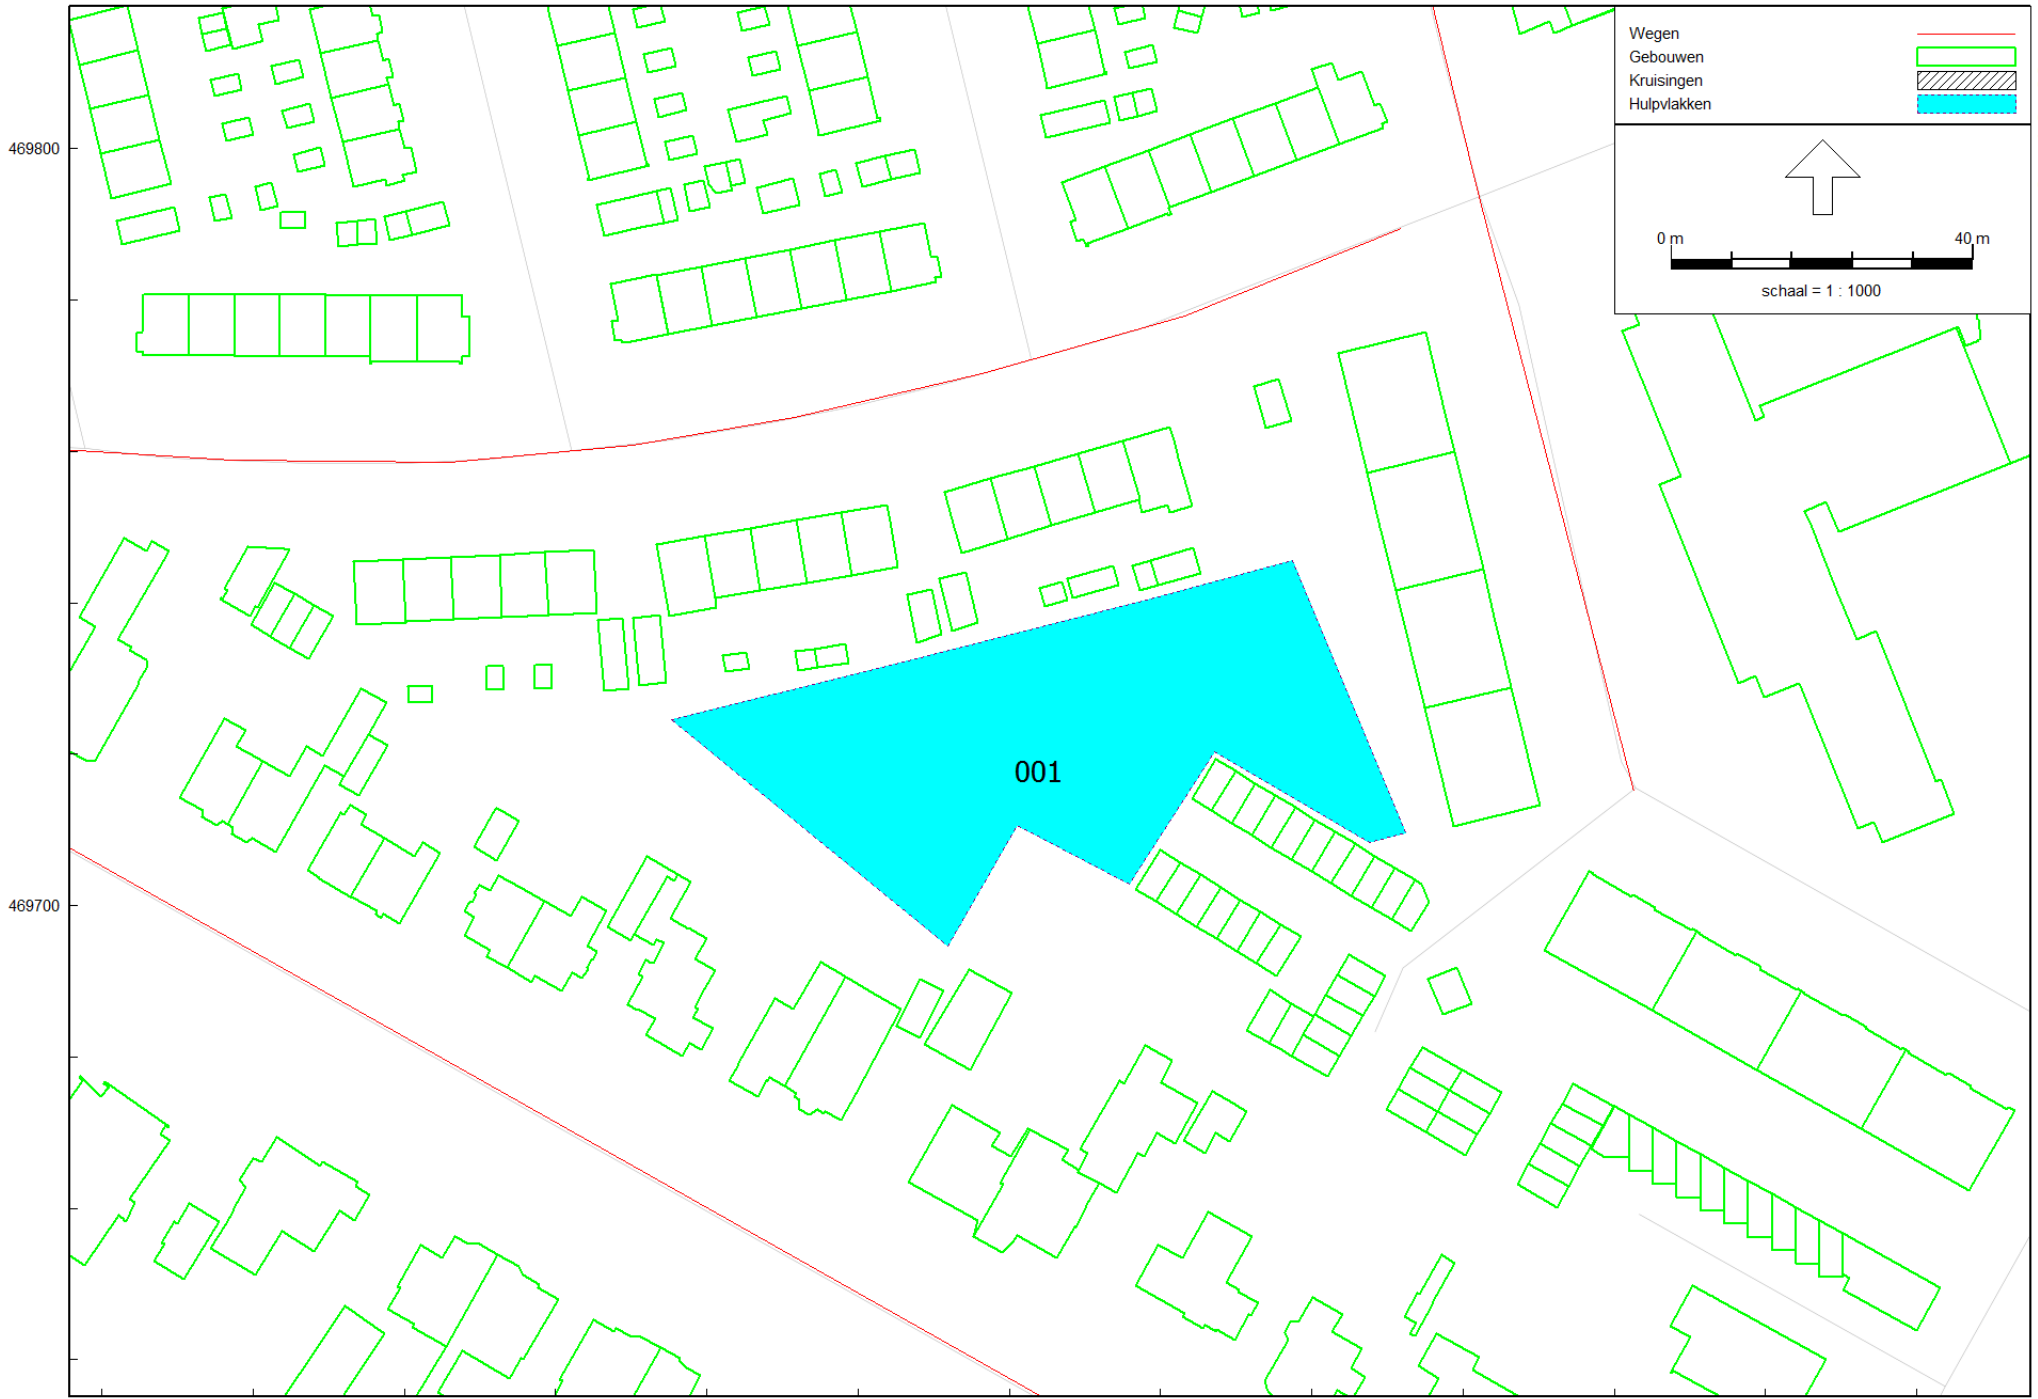 Wegen
Gebouwen
Kruisingen
Hulpvlakken
469800
0 m 40 m
schaal = 1 : 1000
001
469700